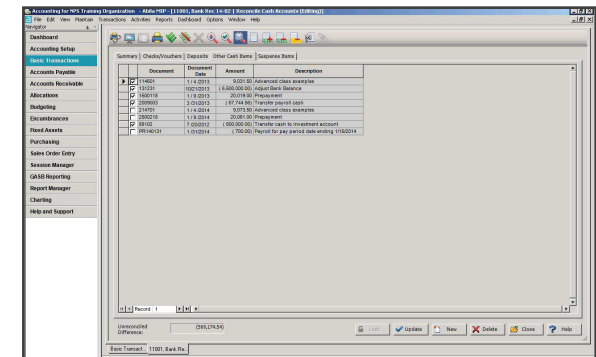 Accounting for NPS Training Organization - Abila MIP - [11001, Bank Rec 14-02 | Reconcile Cash Accounts (Editing)]
File Edit View Maintain Transactions Activities Reports Dashboard Options Window Help
Navigator
Dashboard
Accounting Setup
Basic Transactions
Accounts Payable
Accounts Receivable
Allocations
Budgeting
Encumbrances
Fixed Assets
Purchasing
Sales Order Entry
Session Manager
GASB Reporting
Report Manager
Charting
Help and Support
Summary Checks/Vouchers Deposits Other Cash Items Suspense Items
Document Document Date Amount Description
114801 1/4/2013 9,031.50 Advanced class examples
131231 10/21/2013 (9,500,000.00) Adjust Bank Balance
1500118 1/9/2013 20,019.00 Prepayment
2009003 3/31/2013 (67,744.56) Transfer payroll cash
214701 1/4/2014 9,073.50 Advanced class examples
2500218 1/9/2014 20,061.00 Prepayment
88102 7/20/2012 (500,000.00) Transfer cash to investment account
PR140131 1/31/2014 (700.00) Payroll for pay period date ending 1/15/2014
Record 1
Unreconciled Difference: (569,174.54)
Update New Delete Close Help
Basic Transact... 11001, Bank Re...